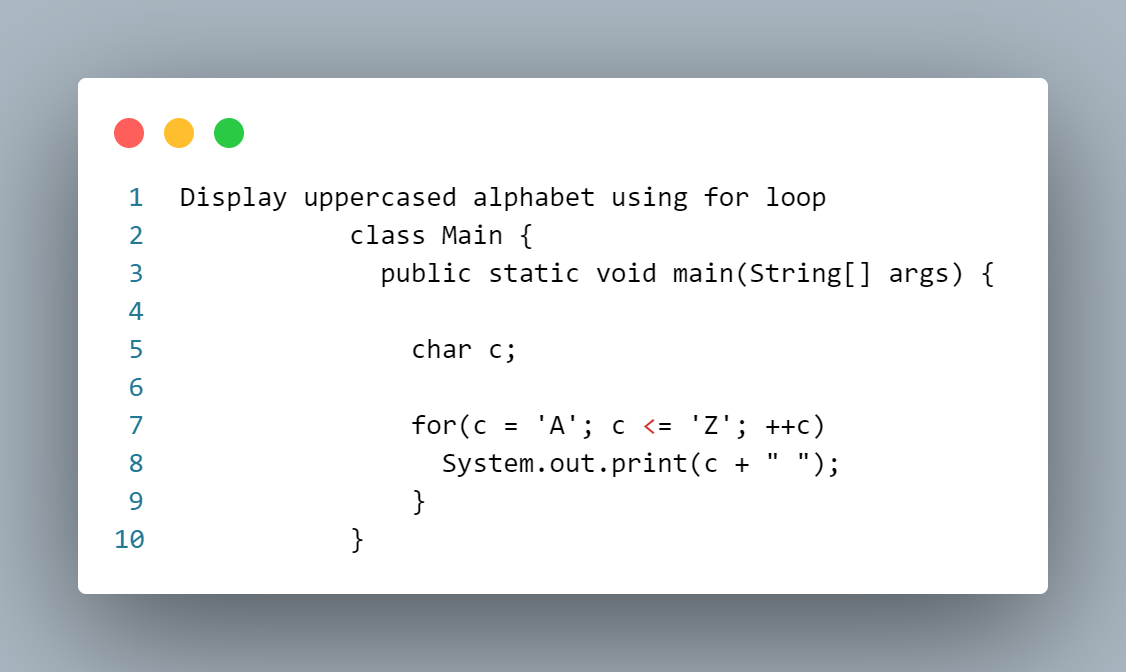 1 Display uppercased alphabet using for loop
2 class Main {
3 public static void main(String[] args) {
4
5 char c;
6
7 for(c = 'A'; c <= 'Z'; ++c)
8 System.out.print(c + " ");
9 }
10 }